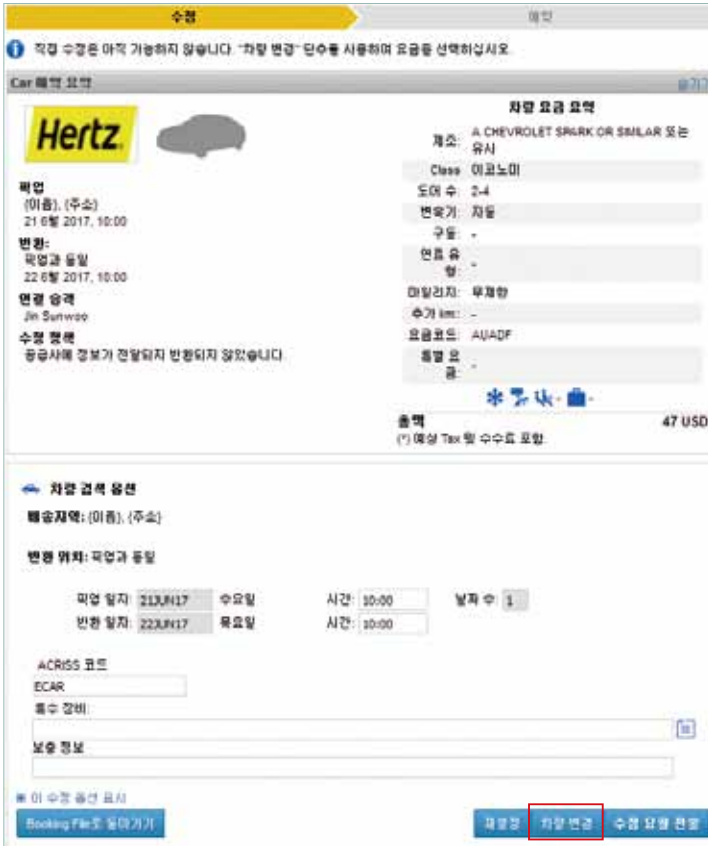 수정
예약
직접 수정은 아직 가능하지 않습니다. "차량 변경" 단추를 사용하여 요금을 선택하십시오.
Car 예약 요약
숨기기
Hertz.
차량 요금 요약
제조: A CHEVROLET SPARK OR SIMILAR 또는 유사
Class 이코노미
도어 수: 2-4
변속기: 자동
구동: -
연료 유형: -
마일리지: 무제한
추가 km: -
요금코드: AUADF
특별 요금: -
총액 47 USD
(*) 예상 Tax 및 수수료 포함.
픽업
(이름), (주소)
21 6월 2017, 10:00
반환:
픽업과 동일
22 6월 2017, 10:00
연결 승객
Jin Sunwoo
수정 정책
공급사에 정보가 전달되지 반환되지 않았습니다.
차량 검색 옵션
배송지역: (이름), (주소)
반환 위치: 픽업과 동일
픽업 일자: 21JUN17 수요일 시간: 10:00 날짜 수: 1
반환 일자: 22JUN17 목요일 시간: 10:00
ACRISS 코드
ECAR
특수 장비:
보충 정보
이 수정 옵션 표시
Booking File로 돌아가기
재설정
차량 변경
수정 요청 전송